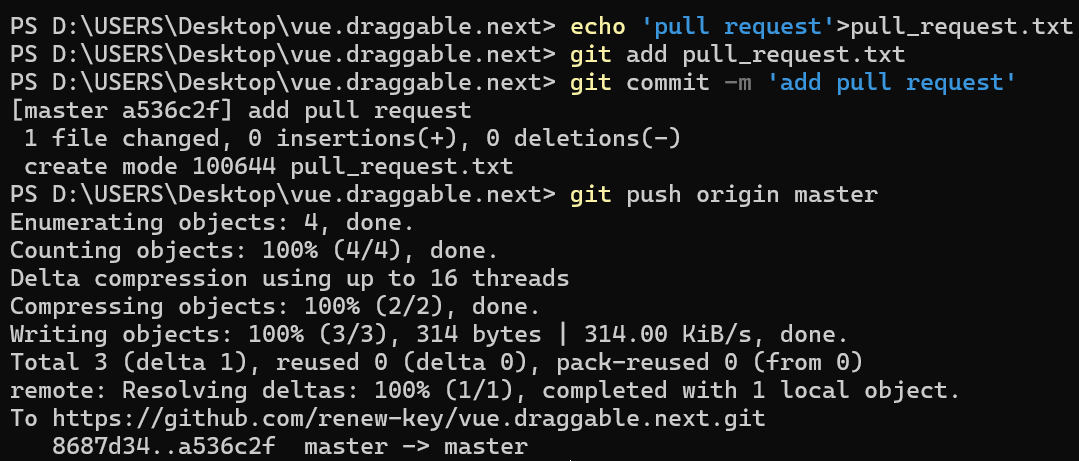 PS D:\USERS\Desktop\vue.draggable.next> echo 'pull request'>pull_request.txt
PS D:\USERS\Desktop\vue.draggable.next> git add pull_request.txt
PS D:\USERS\Desktop\vue.draggable.next> git commit -m 'add pull request'
[master a536c2f] add pull request
 1 file changed, 0 insertions(+), 0 deletions(-)
 create mode 100644 pull_request.txt
PS D:\USERS\Desktop\vue.draggable.next> git push origin master
Enumerating objects: 4, done.
Counting objects: 100% (4/4), done.
Delta compression using up to 16 threads
Compressing objects: 100% (2/2), done.
Writing objects: 100% (3/3), 314 bytes | 314.00 KiB/s, done.
Total 3 (delta 1), reused 0 (delta 0), pack-reused 0 (from 0)
remote: Resolving deltas: 100% (1/1), completed with 1 local object.
To https://github.com/renew-key/vue.draggable.next.git
   8687d34..a536c2f  master -> master